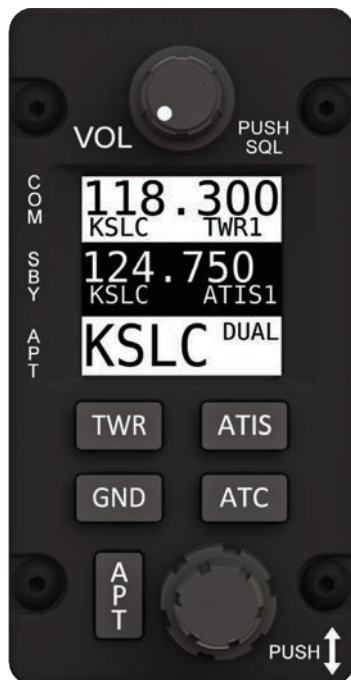 VOL
PUSH
SQL
COM
118.300
KSLC TWR1
SBY
124.750
KSLC ATIS1
APT
KSLC DUAL
TWR ATIS
GND ATC
APT
PUSH